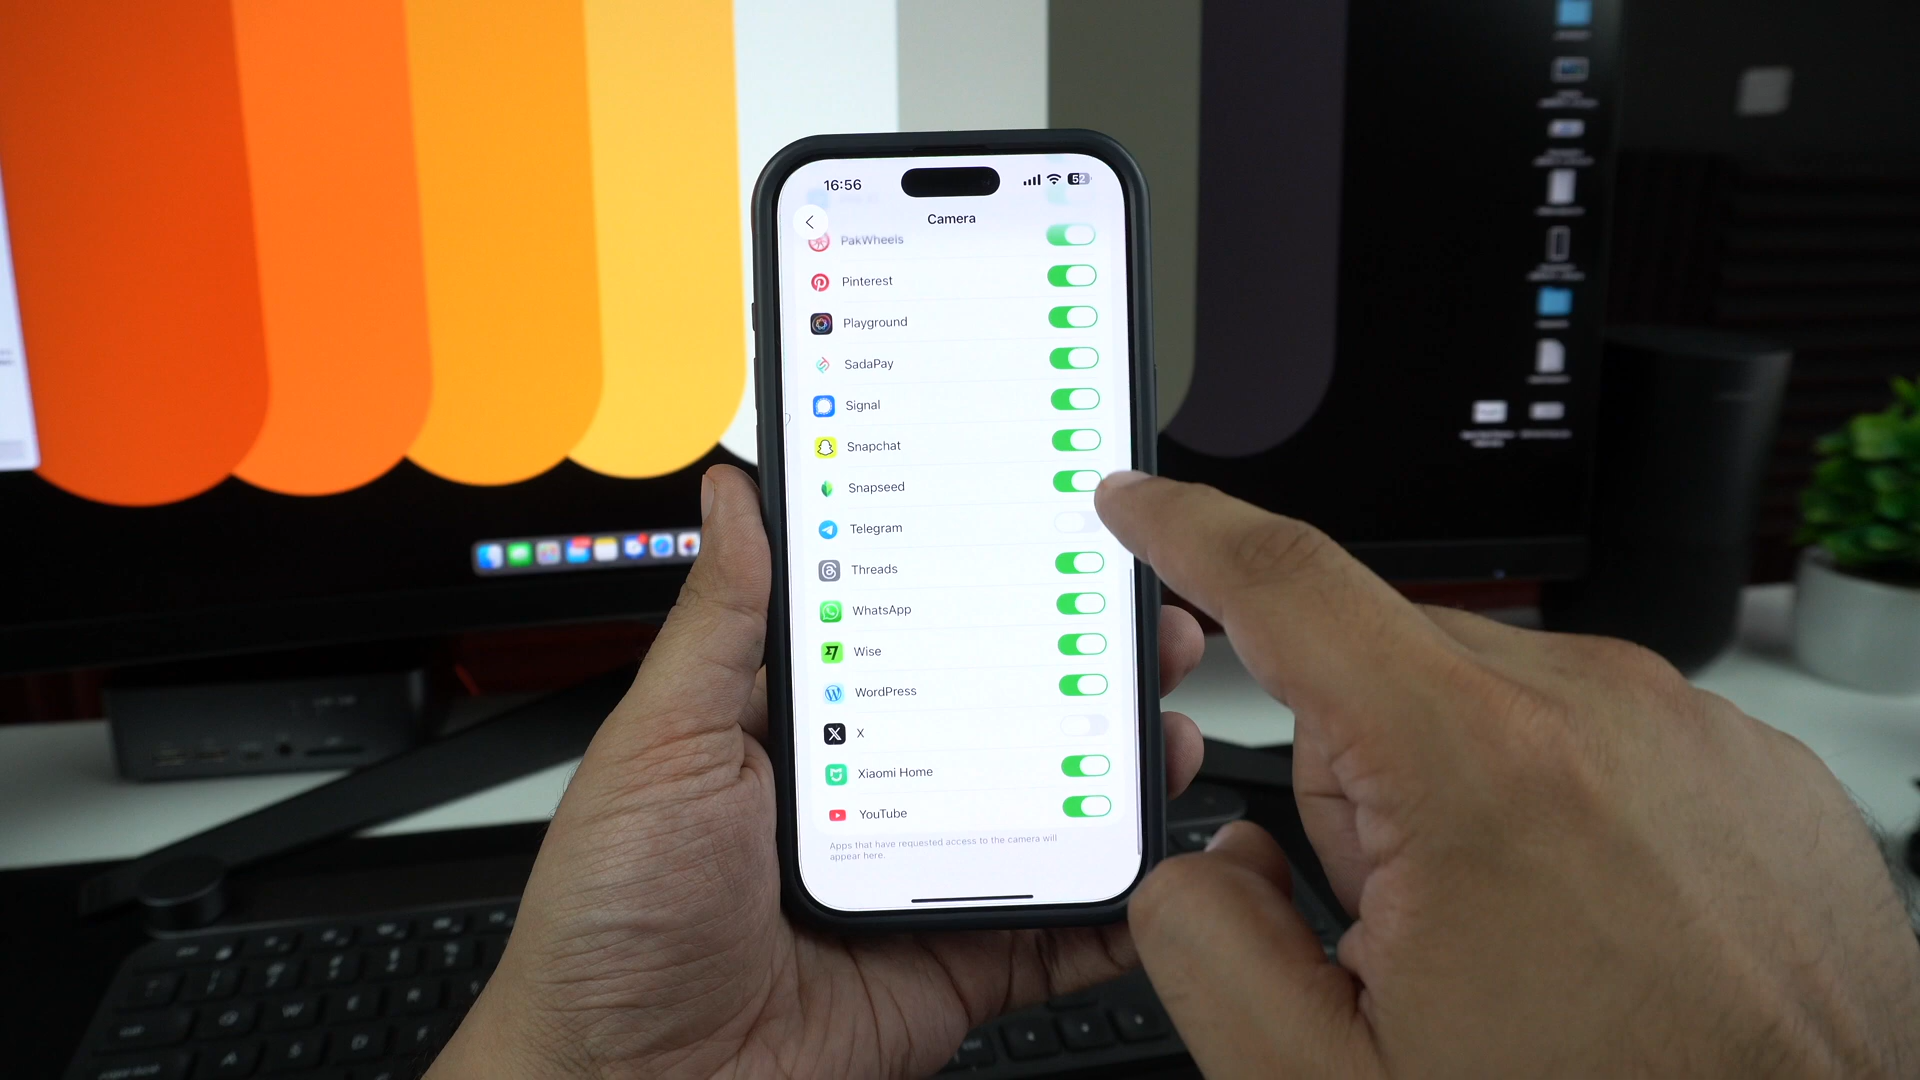 16:56
52
Camera
PakWheels
Pinterest
Playground
SadaPay
Signal
Snapchat
Snapseed
Telegram
Threads
WhatsApp
Wise
WordPress
X
Xiaomi Home
YouTube
Apps that have requested access to the camera will
appear here.
Q W E R
A S D F